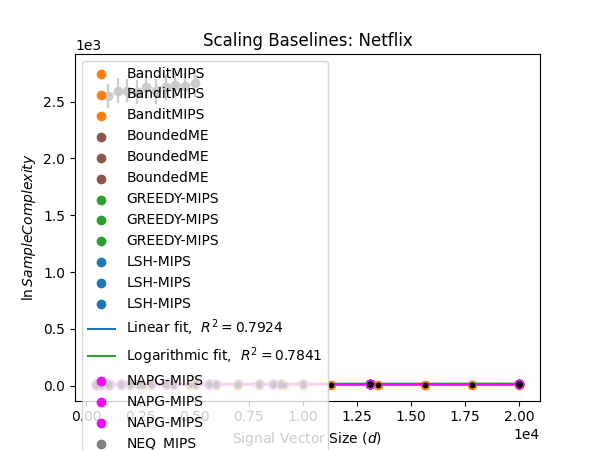 Scaling Baselines: Netflix
1e3
2.5
2.0
1.5
1.0
0.5
0.0
ln SampleComplexity
BanditMIPS
BanditMIPS
BanditMIPS
BoundedME
BoundedME
BoundedME
GREEDY-MIPS
GREEDY-MIPS
GREEDY-MIPS
LSH-MIPS
LSH-MIPS
LSH-MIPS
Linear fit, R² = 0.7924
Logarithmic fit, R² = 0.7841
NAPG-MIPS
NAPG-MIPS
NAPG-MIPS
NEQ_MIPS
0.00 0.25 0.50 0.75 1.00 1.25 1.50 1.75 2.00
1e4
Signal Vector Size (d)